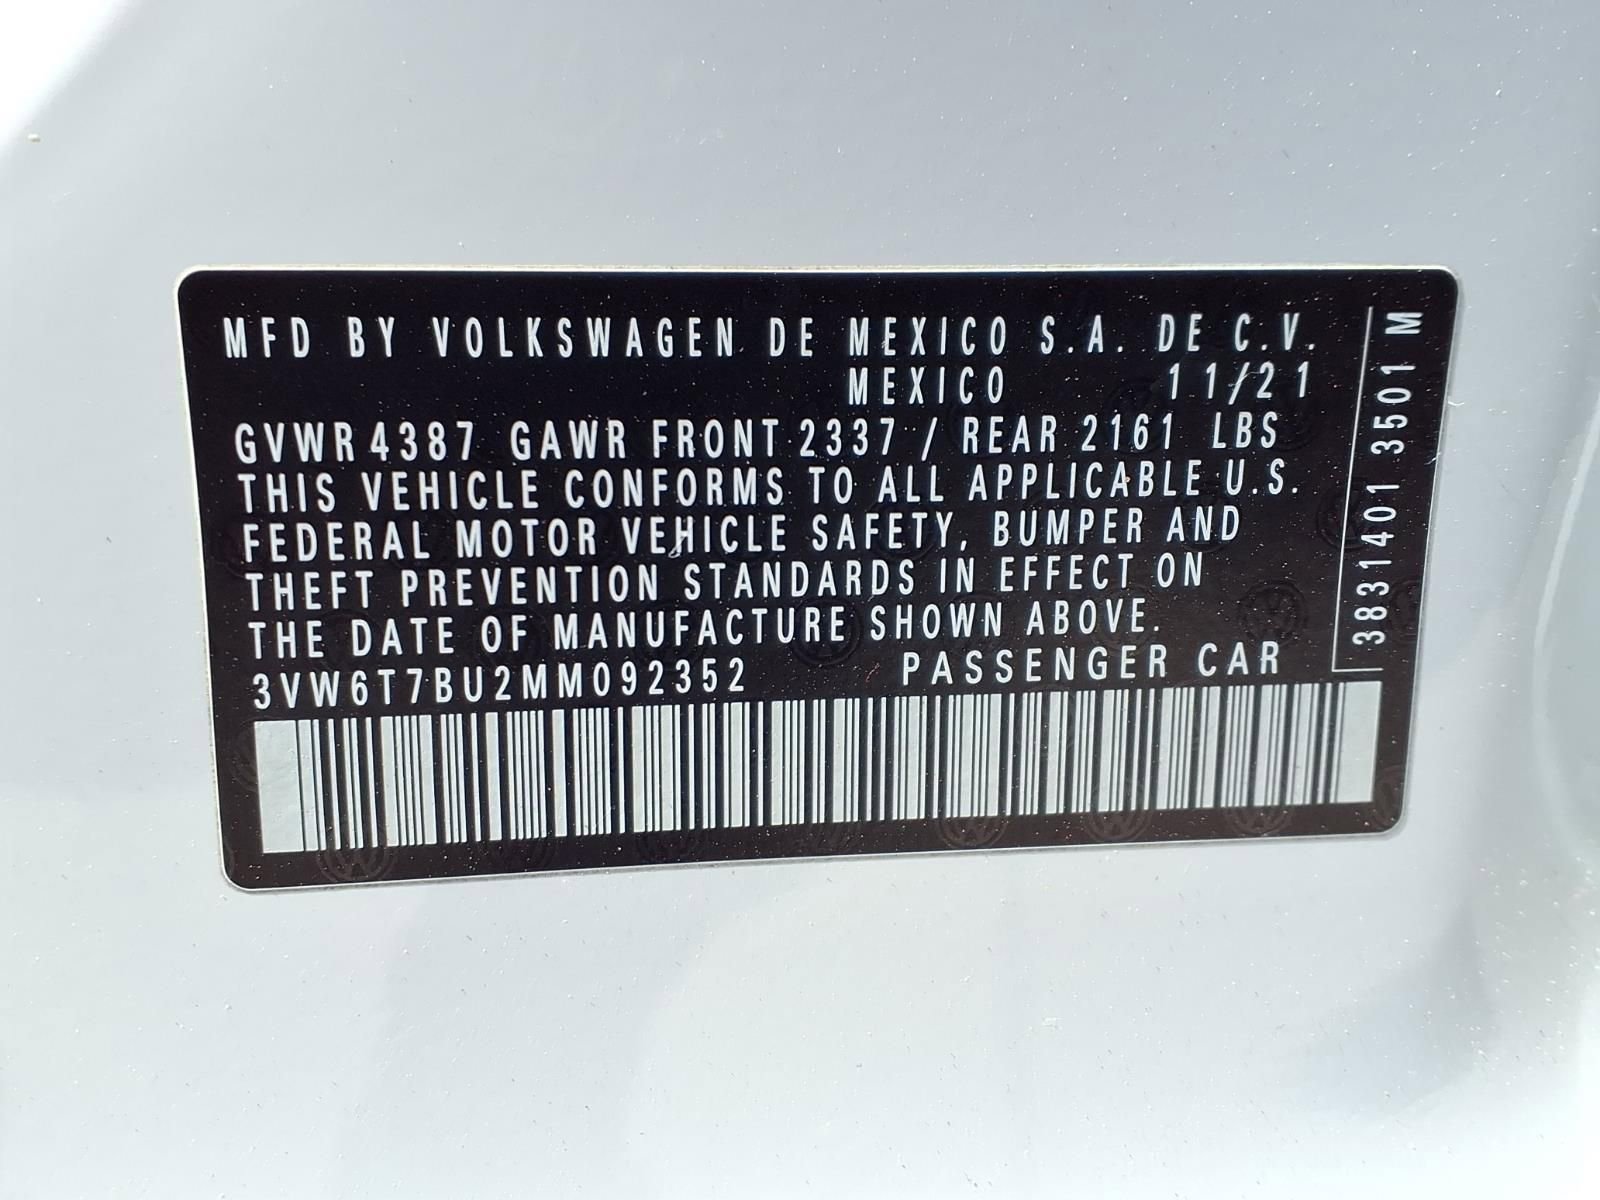 MFD BY VOLKSWAGEN DE MEXICO S.A. DE C.V.
MEXICO 11/21
GVWR 4387 GAWR FRONT 2337 / REAR 2161 LBS
THIS VEHICLE CONFORMS TO ALL APPLICABLE U.S.
FEDERAL MOTOR VEHICLE SAFETY, BUMPER AND
THEFT PREVENTION STANDARDS IN EFFECT ON
THE DATE OF MANUFACTURE SHOWN ABOVE.
3VW6T7BU2MM092352 PASSENGER CAR
3831401 3501 M